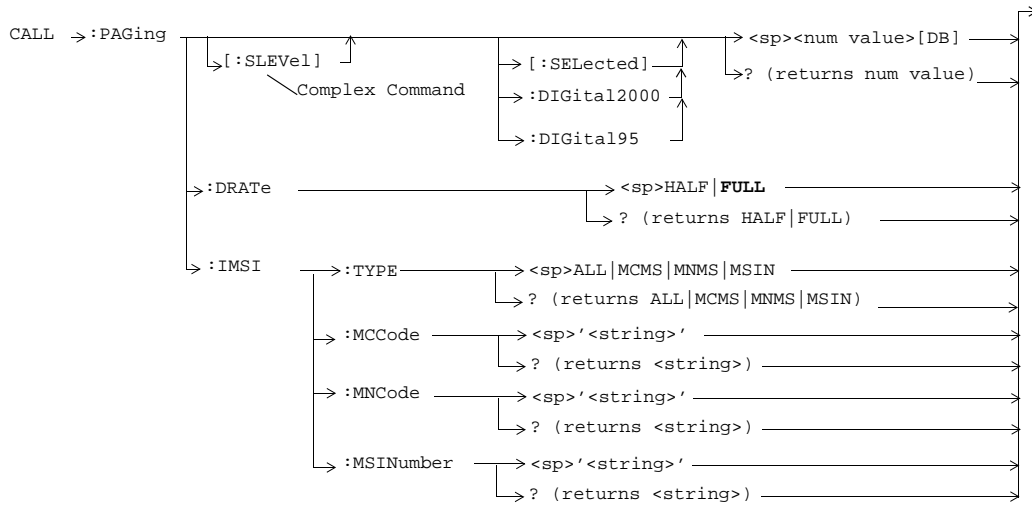 CALL :PAGing <sp><num value>[DB]
[:SLEVel] [:SELected] ? (returns num value)
Complex Command :DIGital2000
:DIGital95
:DRATe <sp>HALF|FULL
? (returns HALF|FULL)
:IMSI :TYPE <sp>ALL|MCMS|MNMS|MSIN
? (returns ALL|MCMS|MNMS|MSIN)
:MCCode <sp>’<string>’
? (returns <string>)
:MNCode <sp>’<string>’
? (returns <string>)
:MSINumber <sp>’<string>’
? (returns <string>)